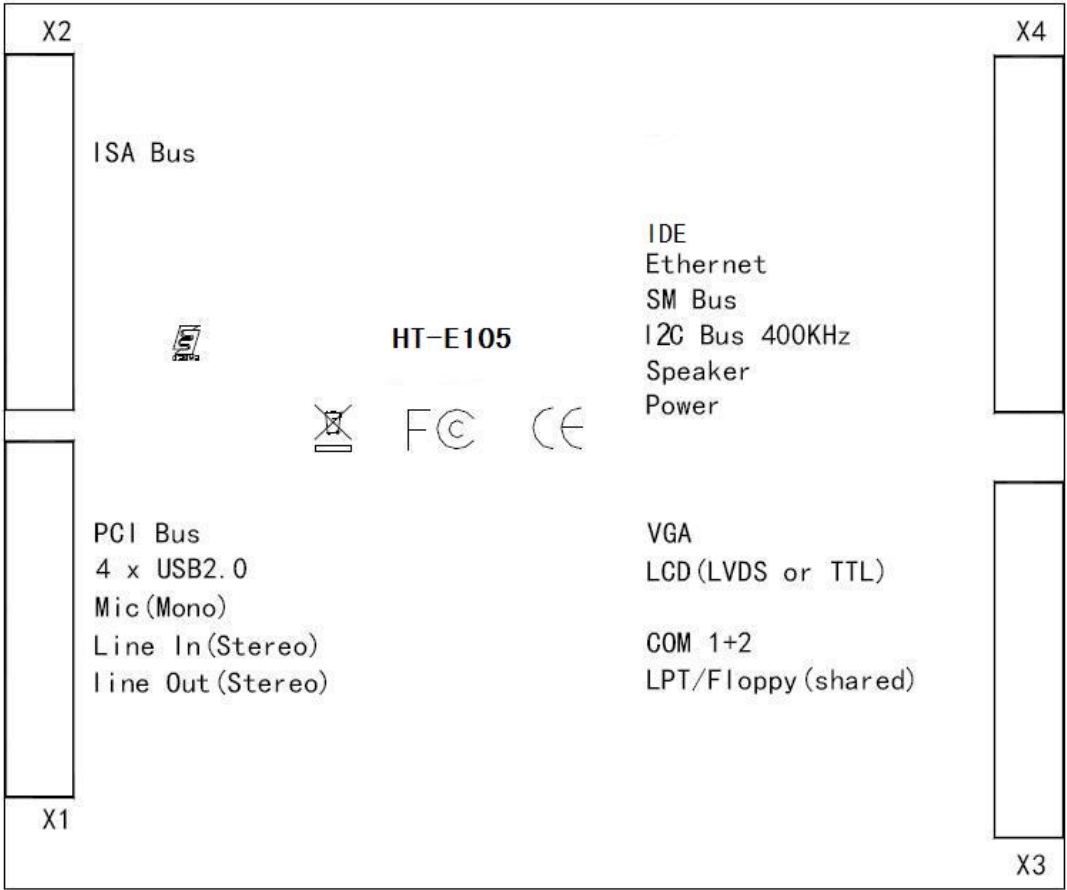 X2
X4
ISA Bus
IDE
Ethernet
SM Bus
I2C Bus 400KHz
Speaker
Power
HT-E105
FC CE
PCI Bus
4 x USB2.0
Mic(Mono)
Line In(Stereo)
line Out(Stereo)
VGA
LCD(LVDS or TTL)
COM 1+2
LPT/Floppy(shared)
X1
X3